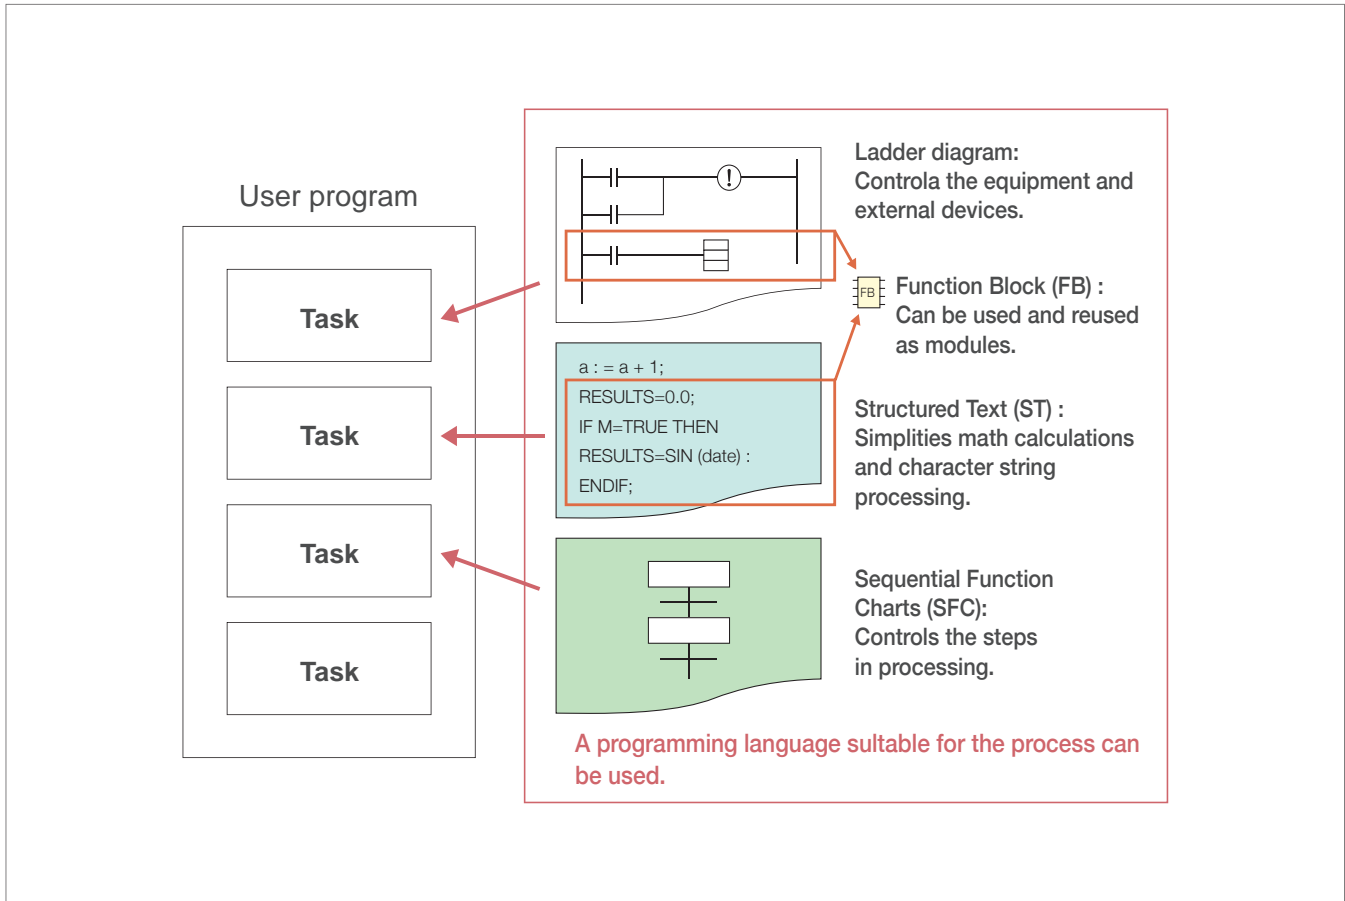 User program
Task
Task
Task
Task
Ladder diagram:
Controla the equipment and
external devices.
!
FB
Function Block (FB) :
Can be used and reused
as modules.
a : = a + 1;
RESULTS=0.0;
IF M=TRUE THEN
RESULTS=SIN (date) :
ENDIF;
Structured Text (ST) :
Simplities math calculations
and character string
processing.
Sequential Function
Charts (SFC):
Controls the steps
in processing.
A programming language sultable for the process can
be used.